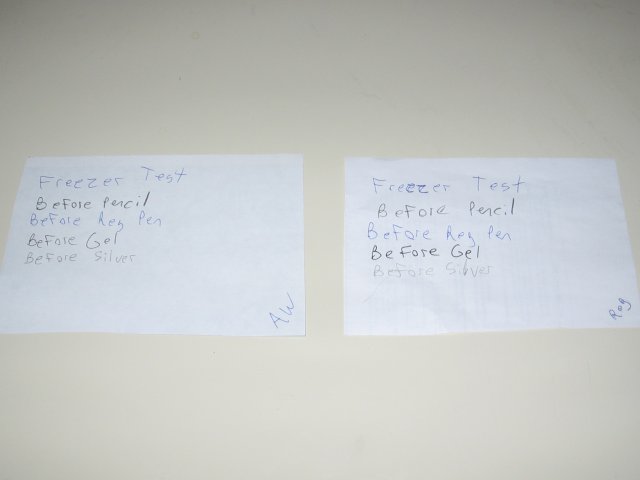 Freezer Test
Before Pencil
Before Reg Pen
Before Gel
Before Silver
AW
Freezer Test
Before Pencil
Before Reg Pen
Before Gel
Before Silver
Reg